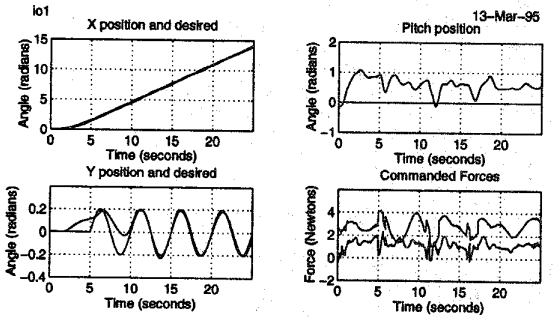 io1
13-Mar-95
X position and desired
Angle (radians)
15
10
5
0
0 5 10 15 20
Time (seconds)
Pitch position
Angle (radians)
2
1
0
-1
0 5 10 15 20
Time (seconds)
Y position and desired
Angle (radians)
0.2
0
-0.2
-0.4
0 5 10 15 20
Time (seconds)
Commanded Forces
Force (Newtons)
6
4
2
0
-2
0 5 10 15 20
Time (seconds)